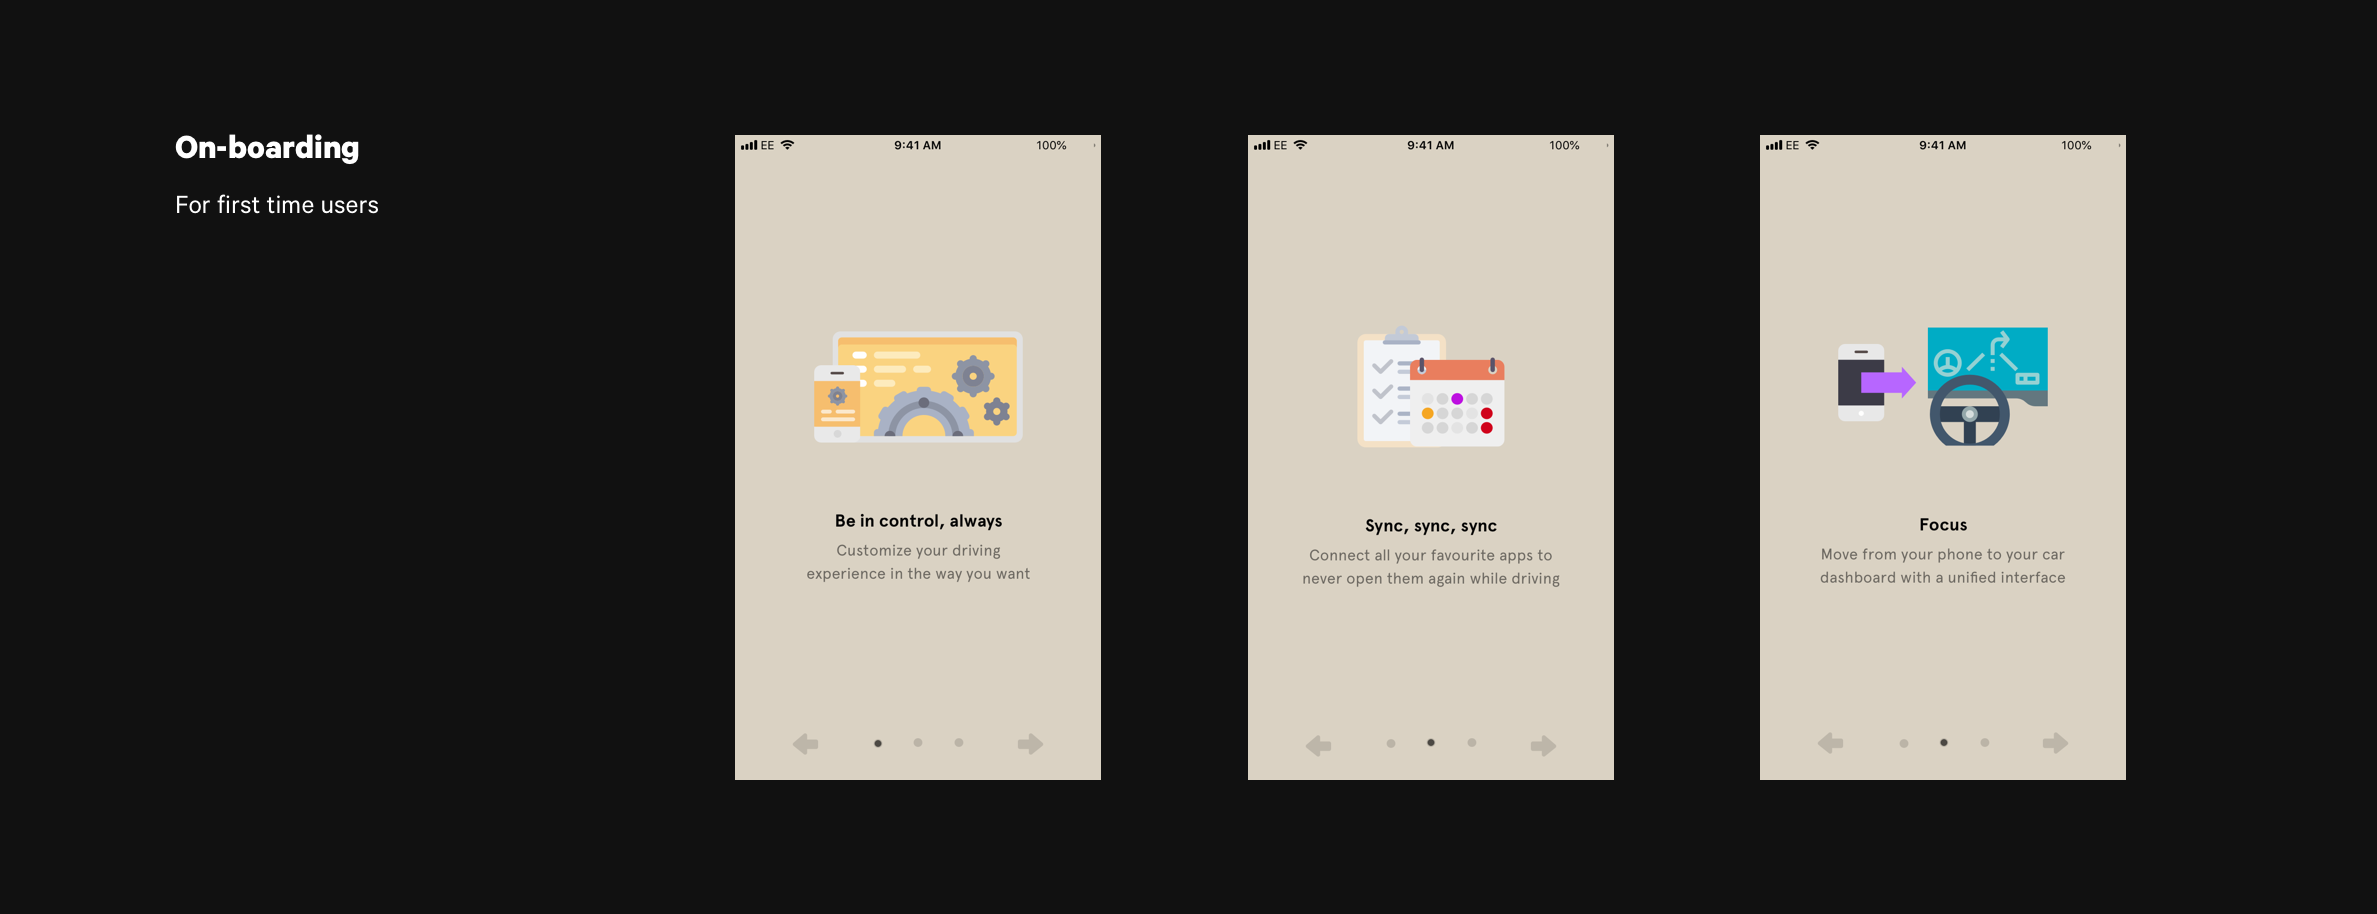 On-boarding
For first time users
EE
9:41 AM
100%
Be in control, always
Customize your driving
experience in the way you want
EE
9:41 AM
100%
Sync, sync, sync
Connect all your favourite apps to
never open them again while driving
EE
9:41 AM
100%
Focus
Move from your phone to your car
dashboard with a unified interface